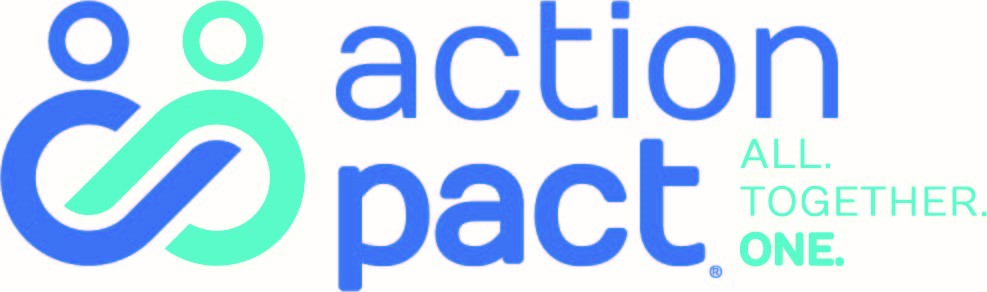 action
pact®
ALL.
TOGETHER.
ONE.